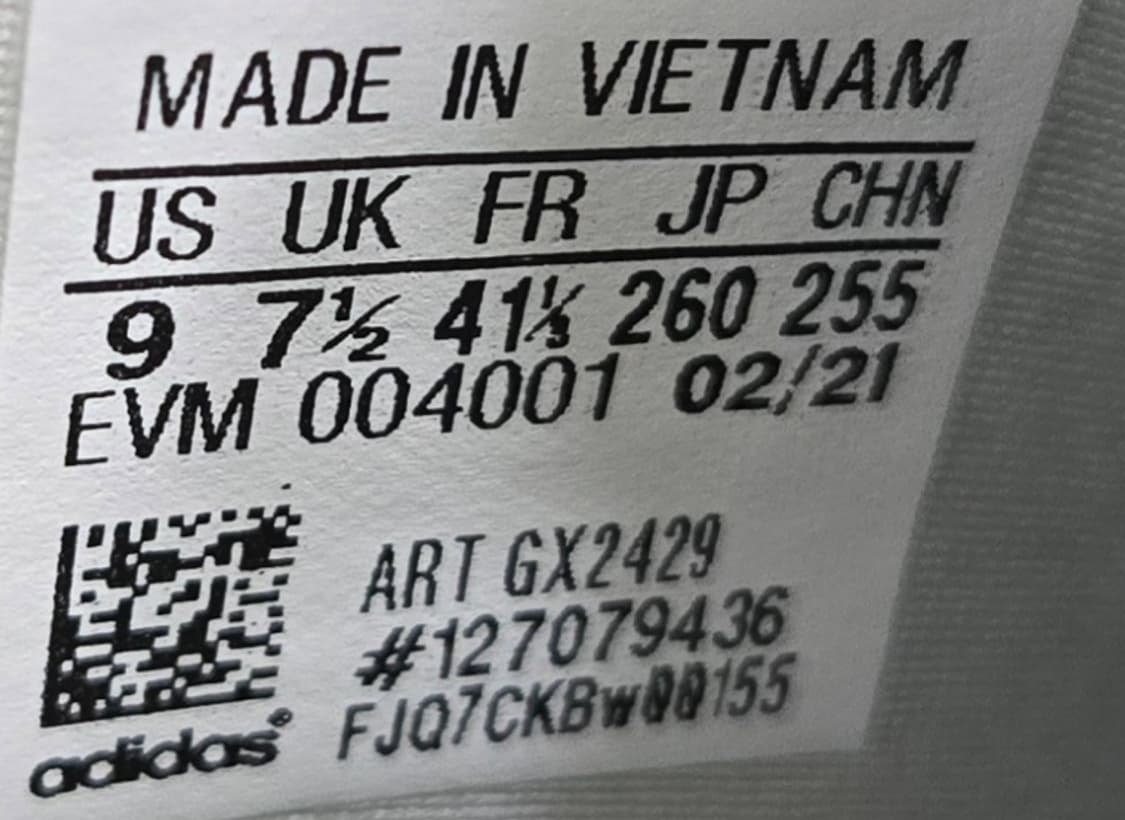 MADE IN VIETNAM
US UK FR JP CHN
9 7½ 41⅓ 260 255
EVM 004001 02/21
ART GX2429
#127079436
FJQ7CKBw00155
adidas®